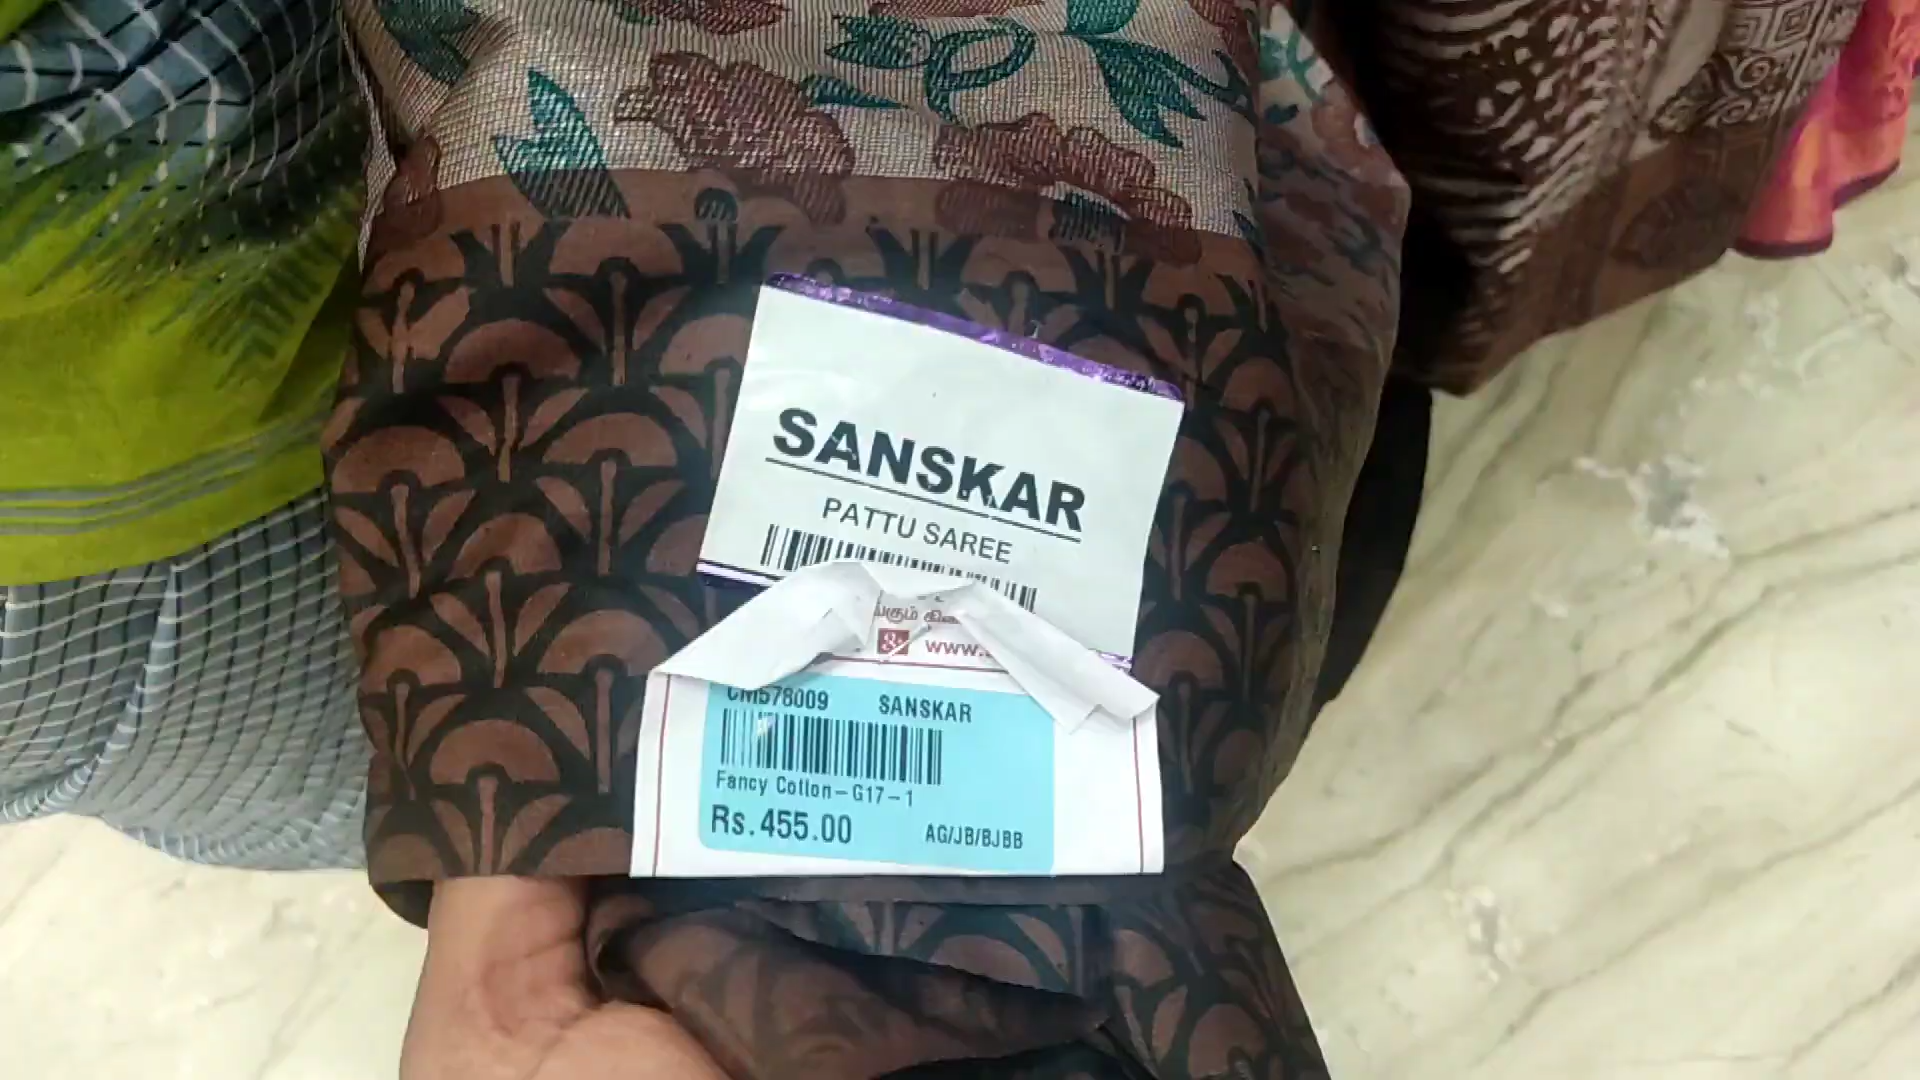 SANSKAR
PATTU SAREE
www.
CM578009 SANSKAR
Fancy Cotton-G17-1
Rs.455.00 AG/JB/BJBB